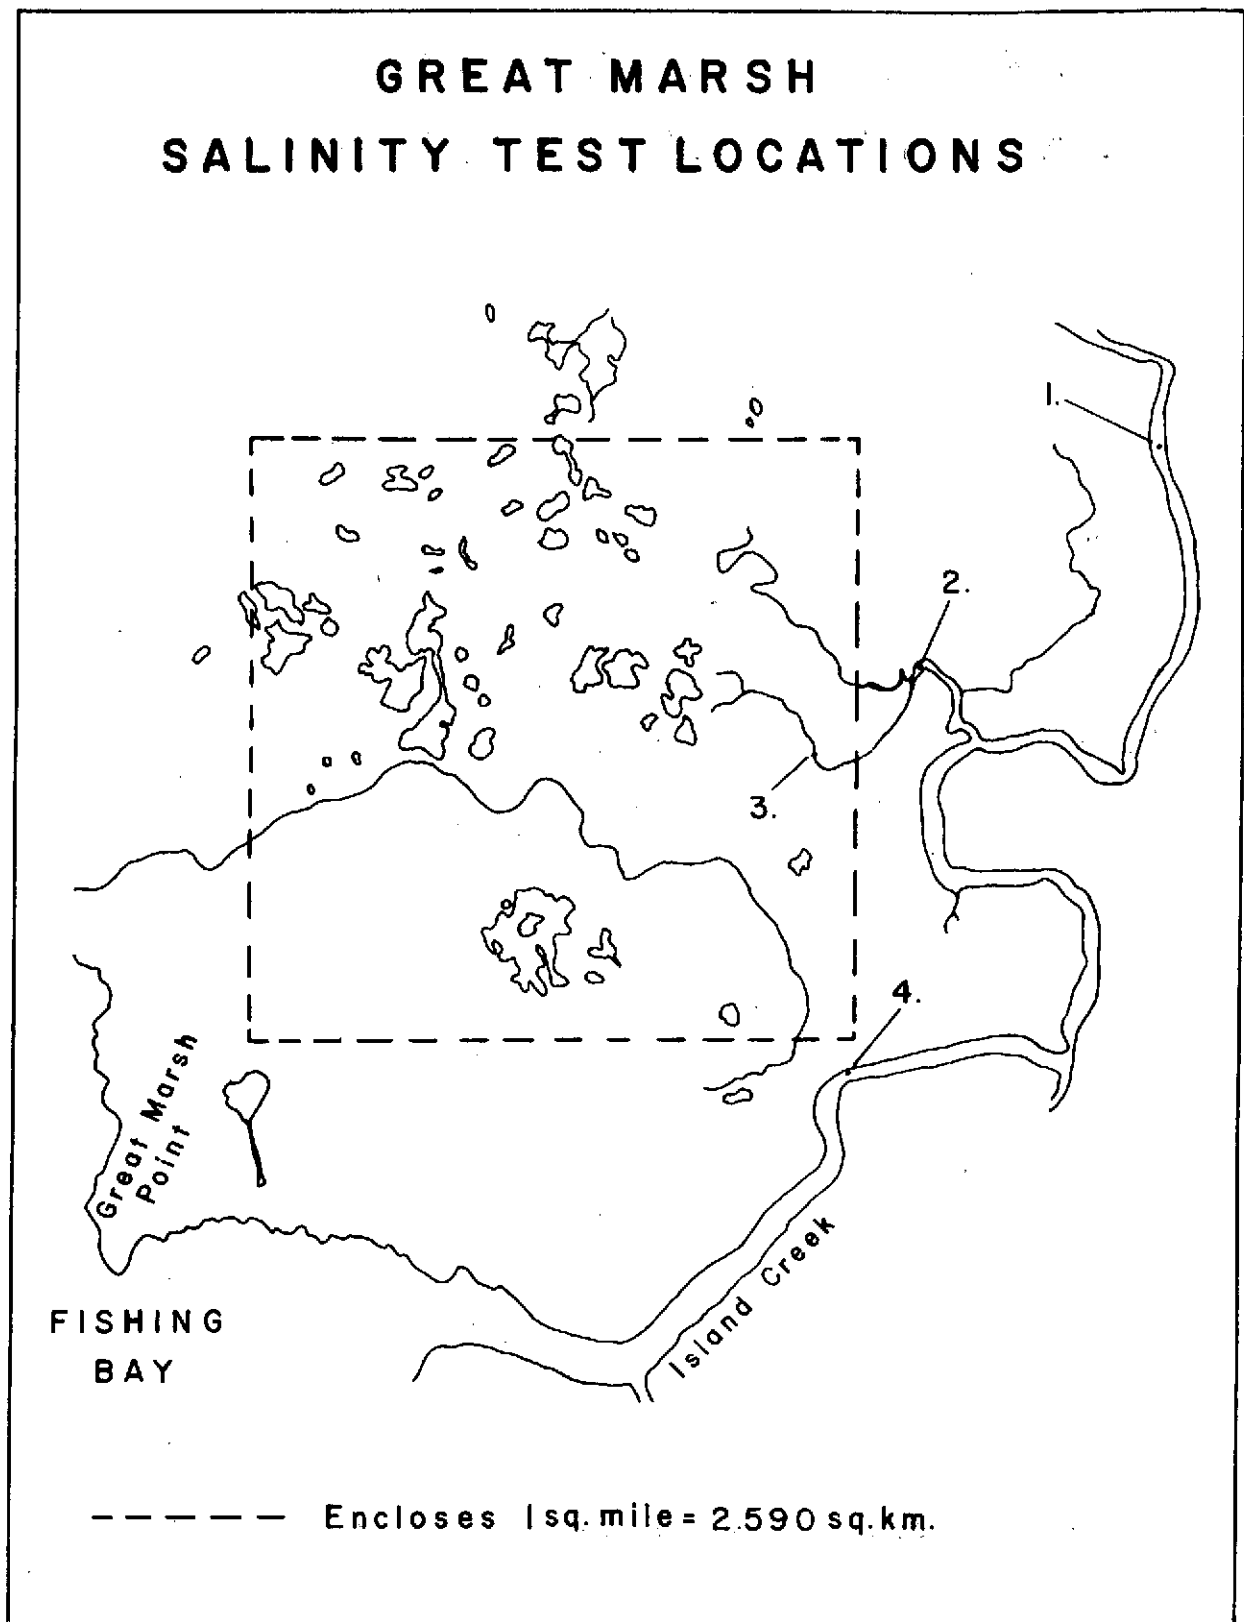 GREAT MARSH
SALINITY TEST LOCATIONS
1.
2.
3.
4.
Great Marsh
Point
Island Creek
FISHING
BAY
Encloses 1 sq. mile = 2.590 sq. km.